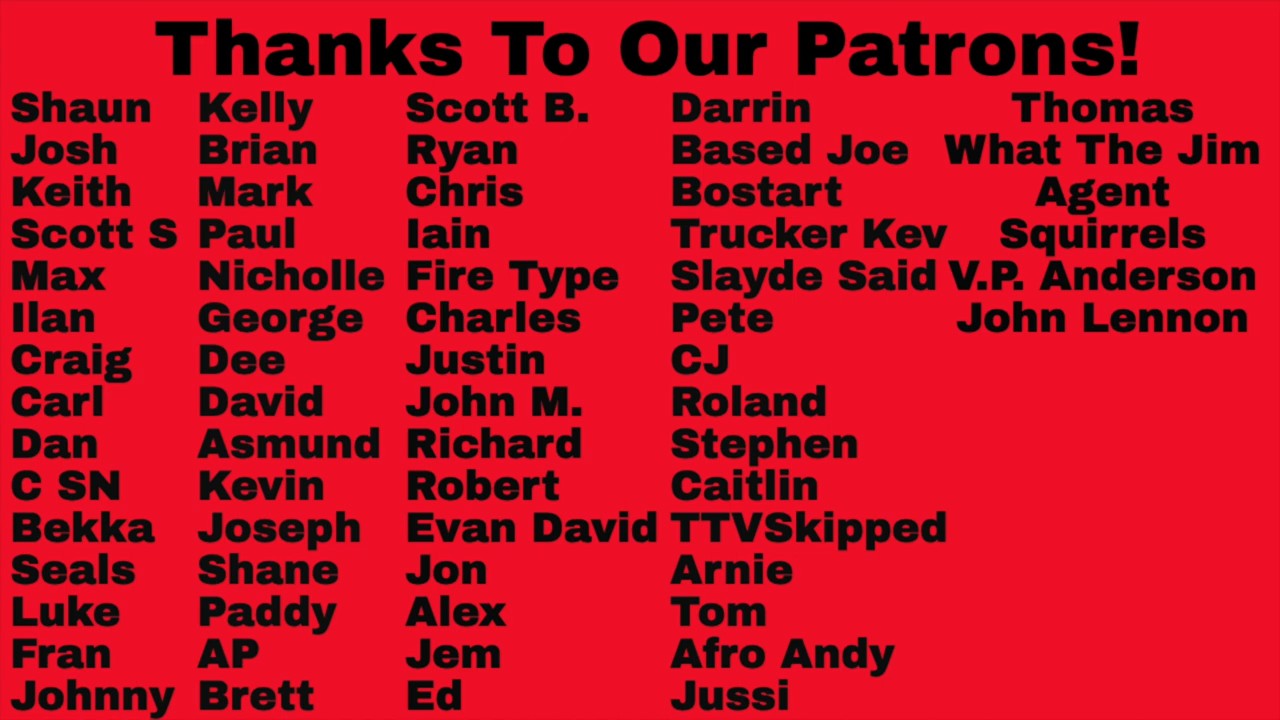 Thanks To Our Patrons!
Shaun
Josh
Keith
Scott S
Max
Ilan
Craig
Carl
Dan
C SN
Bekka
Seals
Luke
Fran
Johnny
Kelly
Brian
Mark
Paul
Nicholle
George
Dee
David
Asmund
Kevin
Joseph
Shane
Paddy
AP
Brett
Scott B.
Ryan
Chris
Iain
Fire Type
Charles
Justin
John M.
Richard
Robert
Evan David
Jon
Alex
Jem
Ed
Darrin
Based Joe
Bostart
Trucker Kev
Slayde Said
Pete
CJ
Roland
Stephen
Caitlin
TTVSkipped
Arnie
Tom
Afro Andy
Jussi
Thomas
What The Jim
Agent
Squirrels
V.P. Anderson
John Lennon